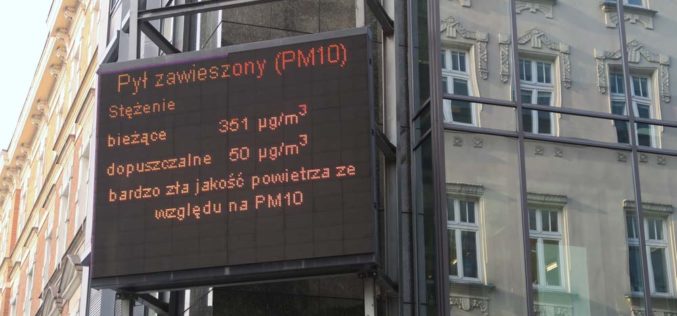 Pył zawieszony (PM10)
Stężenie
bieżące 351 µg/m³
dopuszczalne 50 µg/m³
bardzo zła jakość powietrza ze
względu na PM10